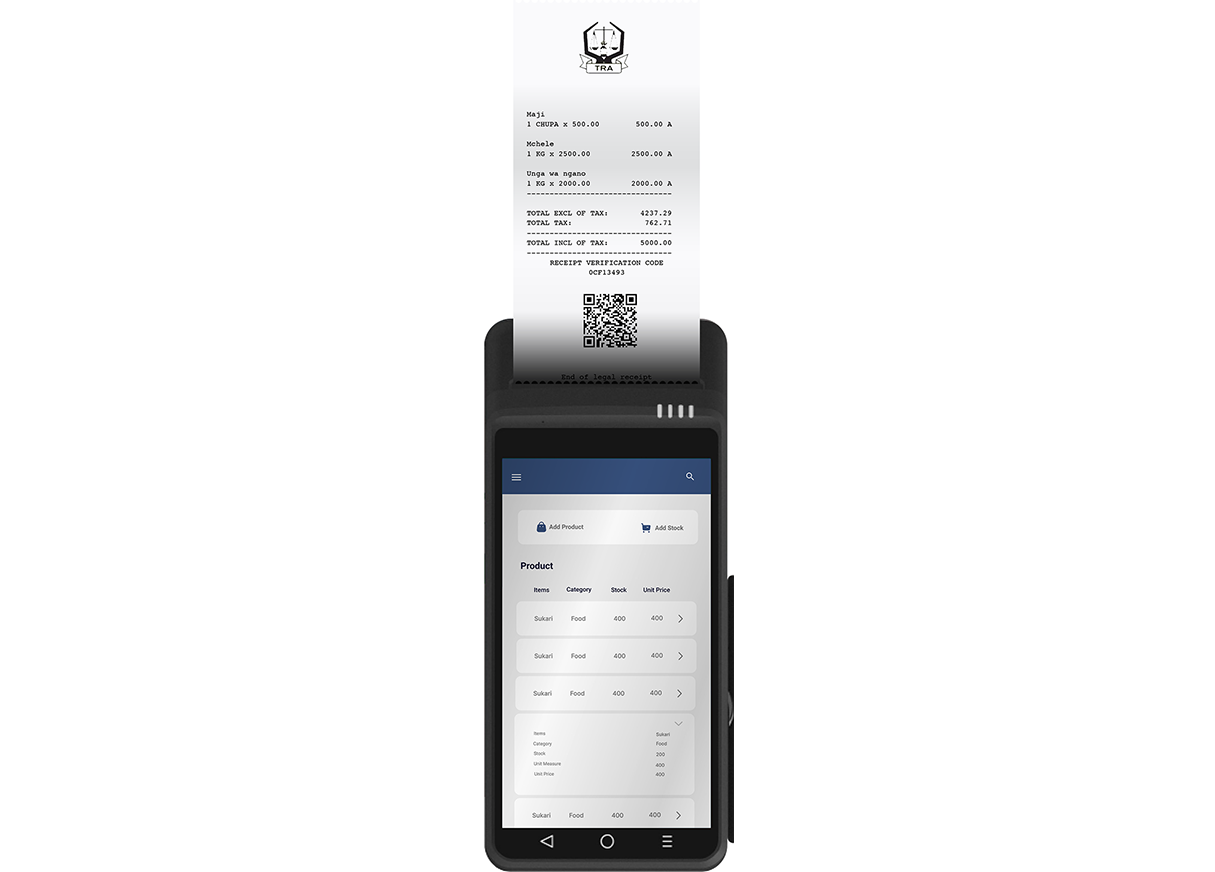 TRA
Maji
1 CHUPA x 500.00 500.00 A
Mchele
1 KG x 2500.00 2500.00 A
Unga wa ngano
1 KG x 2000.00 2000.00 A
--------------------------------
TOTAL EXCL OF TAX: 4237.29
TOTAL TAX: 762.71
--------------------------------
TOTAL INCL OF TAX: 5000.00
--------------------------------
RECEIPT VERIFICATION CODE
0CF13493
End of legal receipt
Add Product Add Stock
Product
Items Category Stock Unit Price
Sukari Food 400 400
Sukari Food 400 400
Sukari Food 400 400
Items Sukari
Category Food
Stock 200
Unit Measure 400
Unit Price 400
Sukari Food 400 400